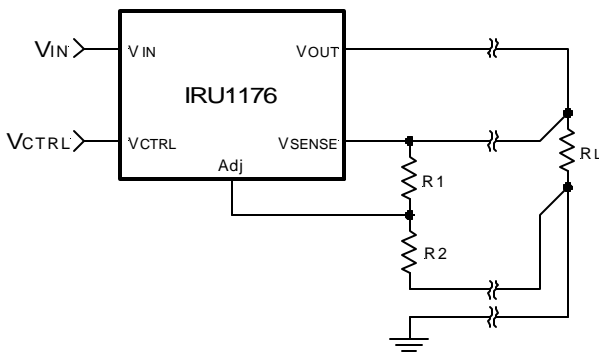 VIN
VIN
VOUT
IRU1176
VCTRL
VCTRL
VSENSE
Adj
R1
RL
R2